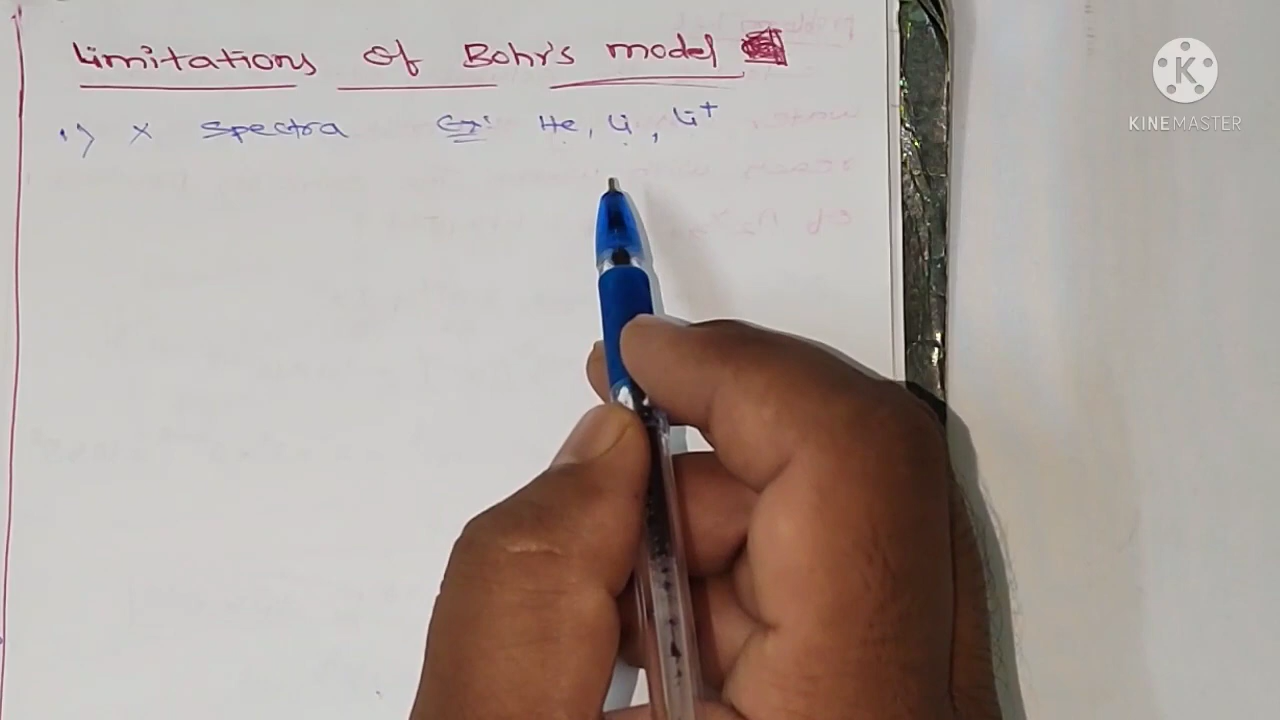 Limitations of Bohr's model
1) × Spectra Ex: He, Li, Li⁺
K
KINEMASTER